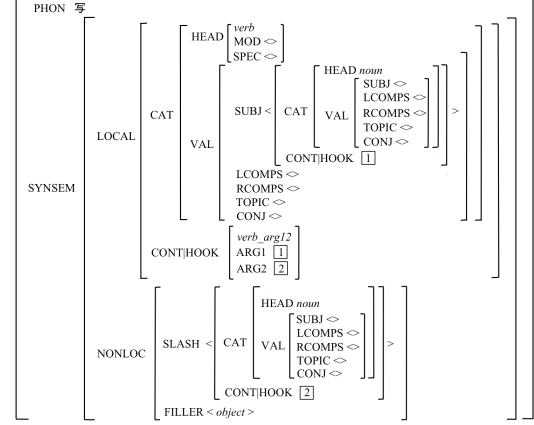 PHON 写
HEAD verb
MOD <>
SPEC <>
SUBJ < CAT HEAD noun
VAL SUBJ <>
LCOMPS <>
RCOMPS <>
TOPIC <>
CONJ <> >
CONT|HOOK 1
LCOMPS <>
RCOMPS <>
TOPIC <>
CONJ <>
SYNSEM LOCAL CAT VAL
CONT|HOOK verb_arg12
ARG1 1
ARG2 2
NONLOC SLASH < CAT HEAD noun
VAL SUBJ <>
LCOMPS <>
RCOMPS <>
TOPIC <>
CONJ <> >
CONT|HOOK 2
FILLER < object >